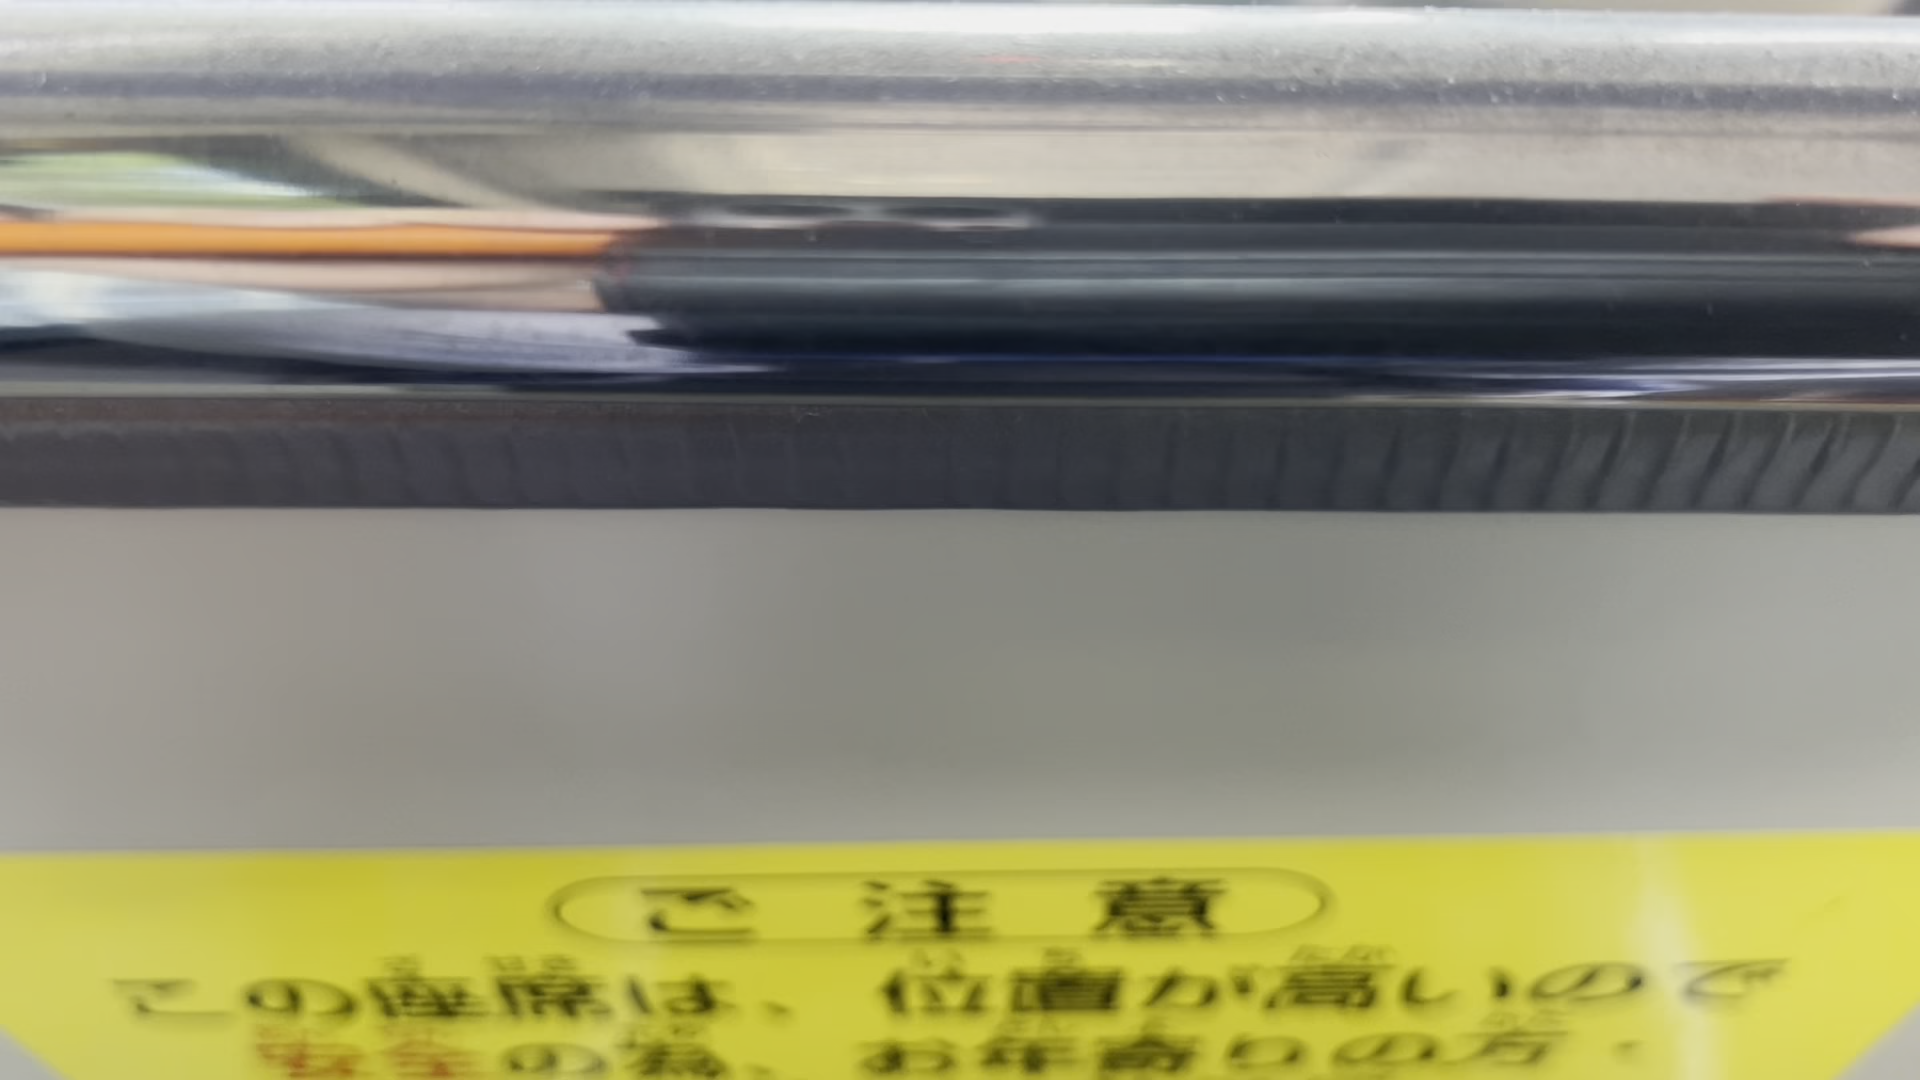 ご注意
この座席は、位置が高いので
安全の為、お年寄りの方、